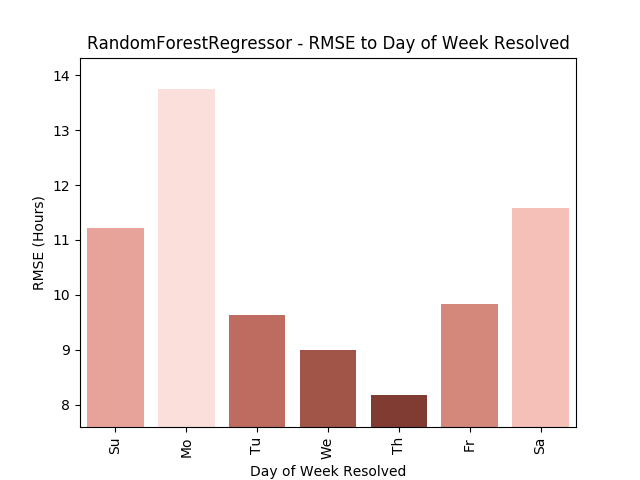 RandomForestRegressor - RMSE to Day of Week Resolved
14
13
12
11
10
9
8
RMSE (Hours)
Su
Mo
Tu
We
Th
Fr
Sa
Day of Week Resolved